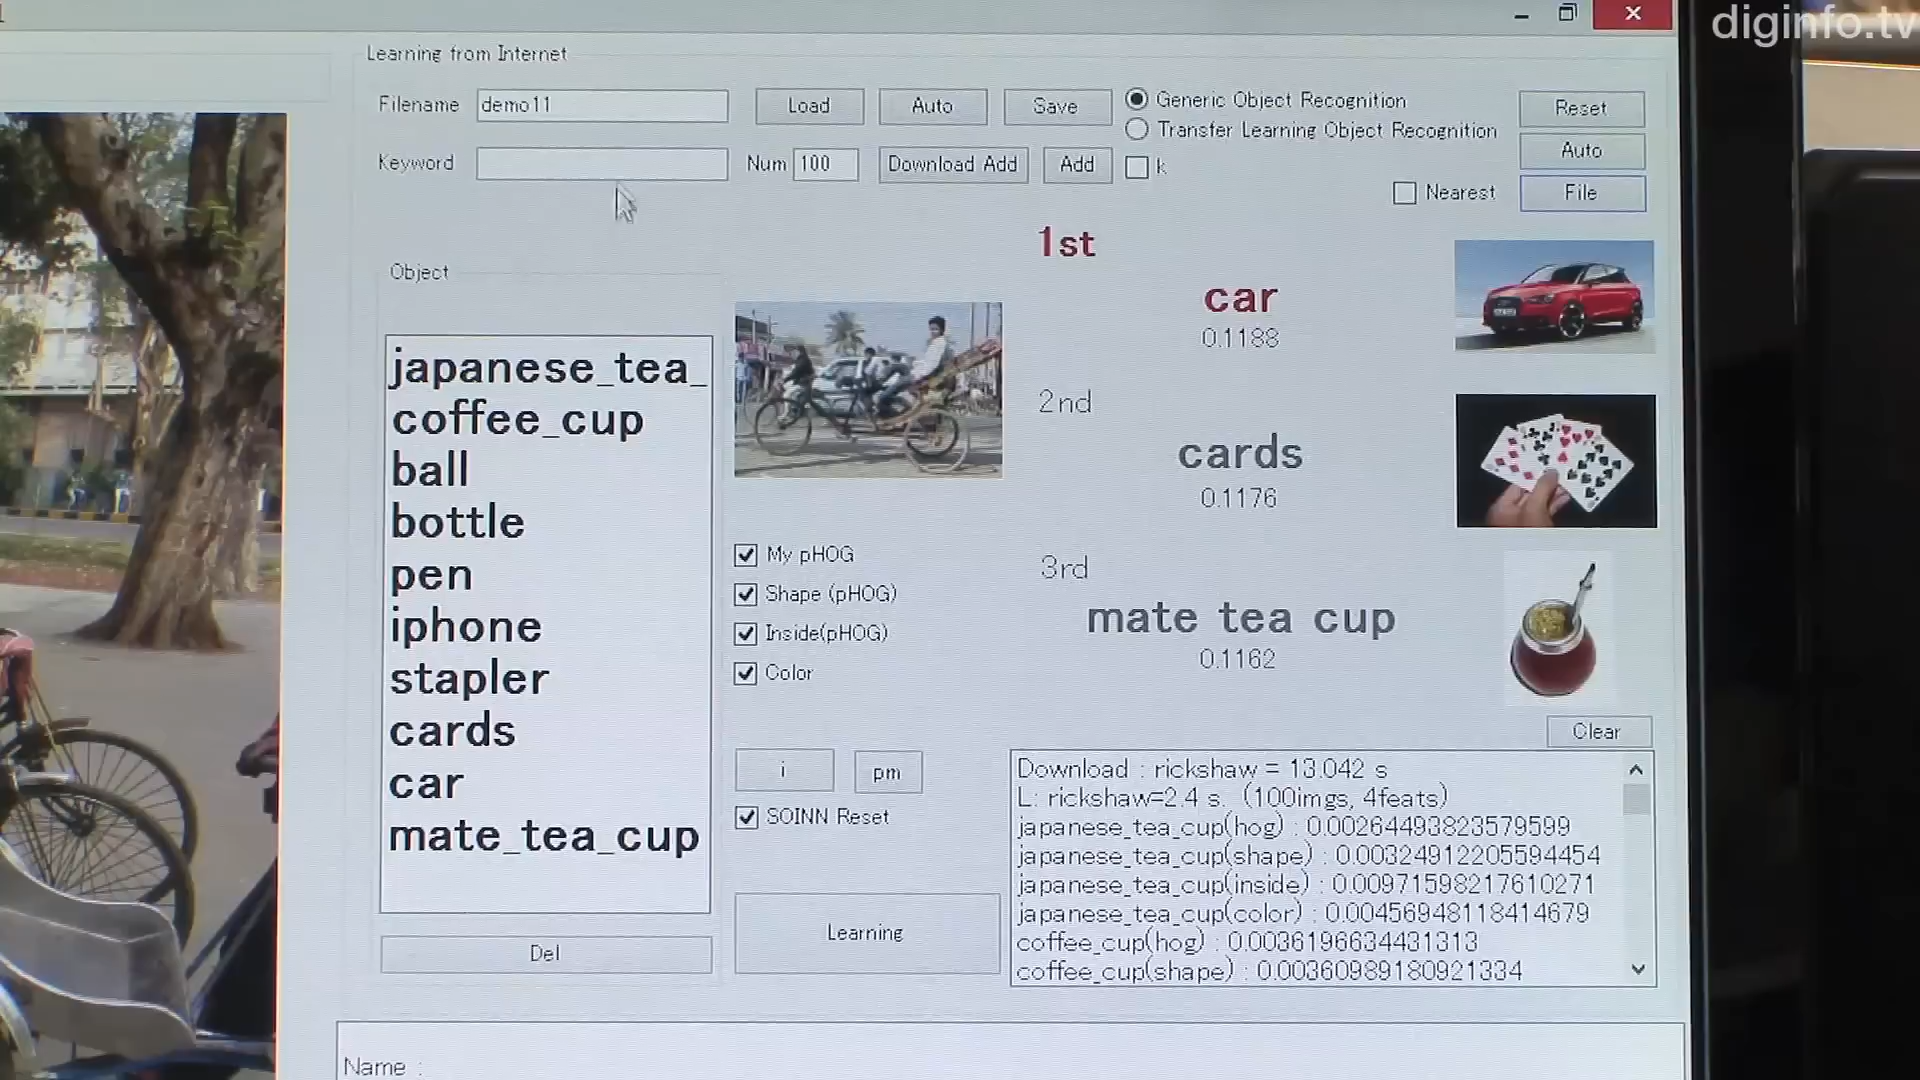 diginfo.tv
Learning from Internet
Filename demo11 Load Auto Save
Generic Object Recognition
Transfer Learning Object Recognition
Reset
Keyword Num 100 Download Add Add
k
Auto
Nearest
File
Object
japanese_tea_
coffee_cup
ball
bottle
pen
iphone
stapler
cards
car
mate_tea_cup
Del
1st
car
0.1188
2nd
cards
0.1176
3rd
mate tea cup
0.1162
My pHOG
Shape (pHOG)
Inside(pHOG)
Color
i pm
SOINN Reset
Learning
Clear
Download : rickshaw = 13.042 s
L: rickshaw=2.4 s. (100imgs, 4feats)
japanese_tea_cup(hog) : 0.00264493823579599
japanese_tea_cup(shape) : 0.00324912205594454
japanese_tea_cup(inside) : 0.00971598217610271
japanese_tea_cup(color) : 0.00456948118414679
coffee_cup(hog) : 0.00361966344313​13
coffee_cup(shape) : 0.00360989180921334
Name :